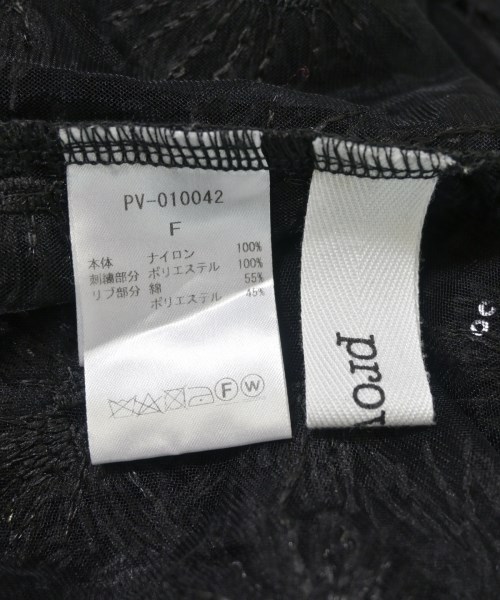 PV-010042
F
本体 ナイロン 100%
刺繍部分 ポリエステル 100%
リブ部分 綿 55%
ポリエステル 45%
F W
prov